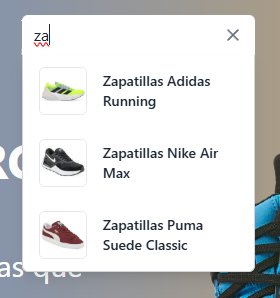 za
Zapatillas Adidas
Running
Zapatillas Nike Air
Max
RO
Zapatillas Puma
Suede Classic
as que